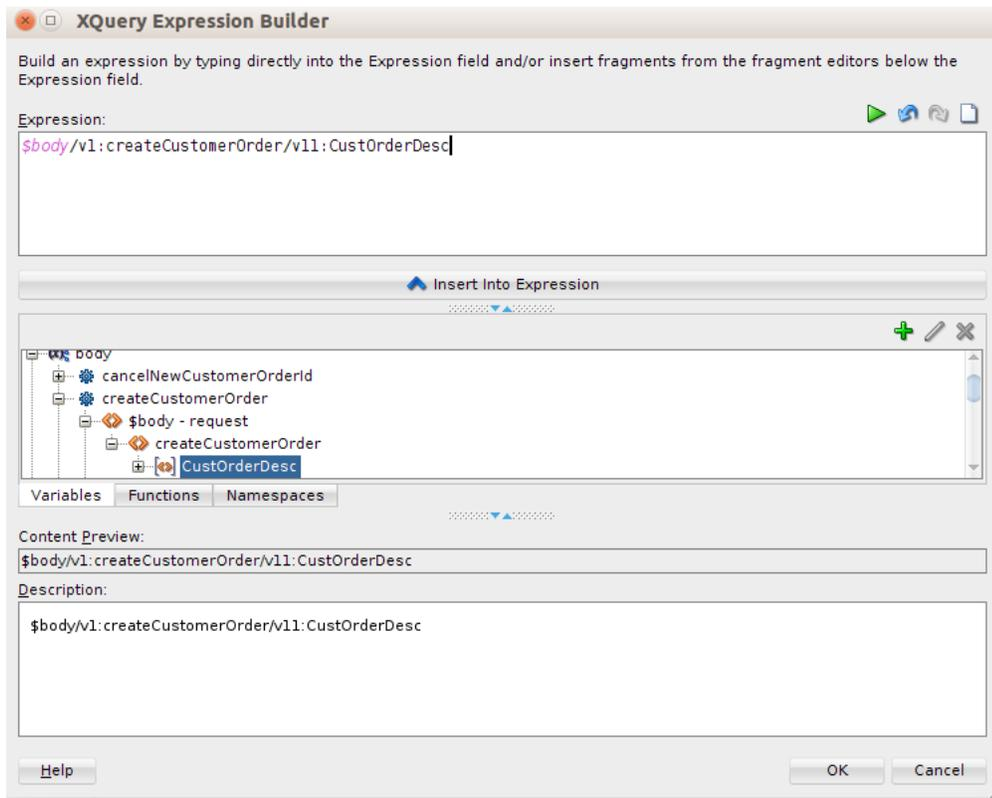 XQuery Expression Builder
Build an expression by typing directly into the Expression field and/or insert fragments from the fragment editors below the
Expression field.
Expression:
$body/v1:createCustomerOrder/v11:CustOrderDesc
Insert Into Expression
body
cancelNewCustomerOrderId
createCustomerOrder
$body - request
createCustomerOrder
CustOrderDesc
Variables Functions Namespaces
Content Preview:
$body/v1:createCustomerOrder/v11:CustOrderDesc
Description:
$body/v1:createCustomerOrder/v11:CustOrderDesc
Help OK Cancel